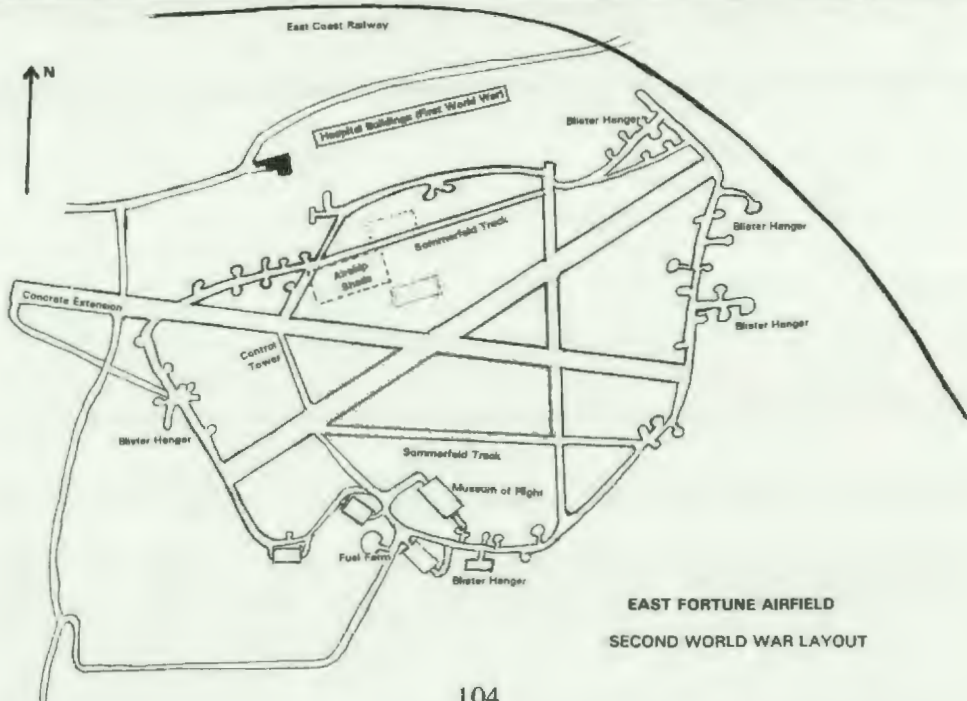 East Coast Railway
N
Hospital Buildings (First World War)
Blister Hanger
Blister Hanger
Sommerfeld Track
Airship
Sheds
Concrete Extension
Blister Hanger
Control
Tower
Blister Hanger
Sommerfeld Track
Museum of Flight
Fuel Farm
Blister Hanger
EAST FORTUNE AIRFIELD
SECOND WORLD WAR LAYOUT
104